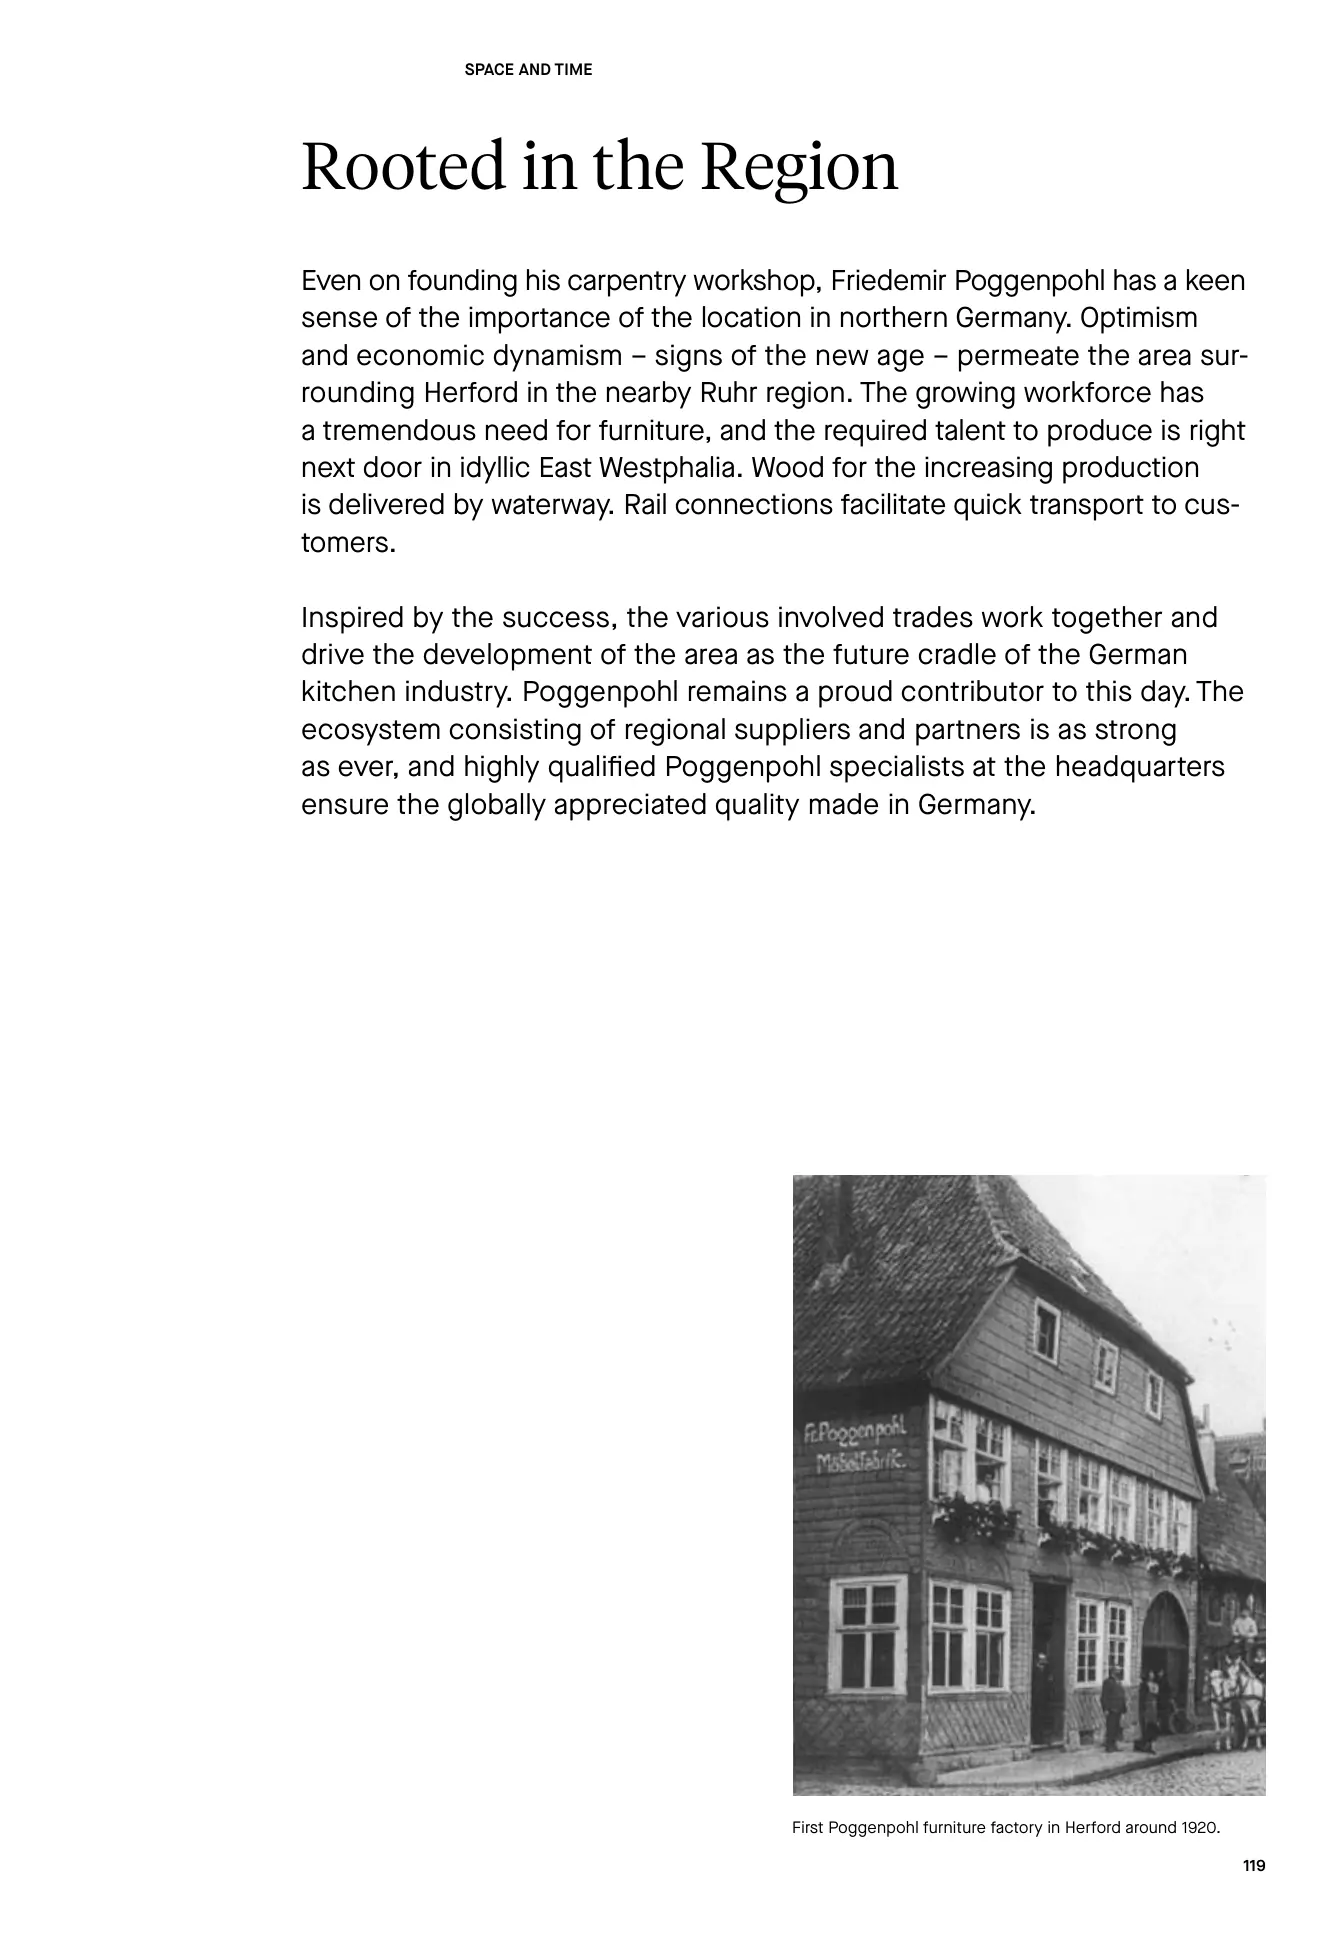 SPACE AND TIME
Rooted in the Region
Even on founding his carpentry workshop, Friedemir Poggenpohl has a keen
sense of the importance of the location in northern Germany. Optimism
and economic dynamism – signs of the new age – permeate the area sur-
rounding Herford in the nearby Ruhr region. The growing workforce has
a tremendous need for furniture, and the required talent to produce is right
next door in idyllic East Westphalia. Wood for the increasing production
is delivered by waterway. Rail connections facilitate quick transport to cus-
tomers.
Inspired by the success, the various involved trades work together and
drive the development of the area as the future cradle of the German
kitchen industry. Poggenpohl remains a proud contributor to this day. The
ecosystem consisting of regional suppliers and partners is as strong
as ever, and highly qualified Poggenpohl specialists at the headquarters
ensure the globally appreciated quality made in Germany.
Fr. Poggenpohl
Möbelfabrik.
First Poggenpohl furniture factory in Herford around 1920.
119